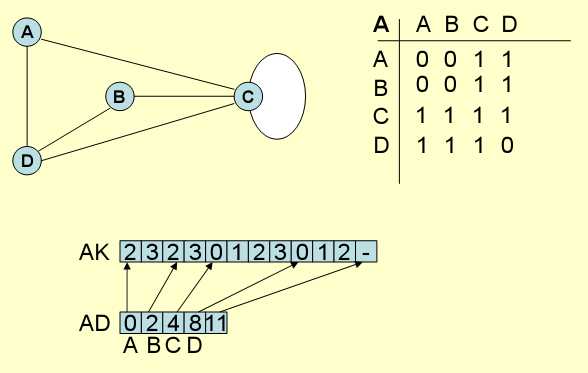 A
B
C
D
A A B C D
A 0 0 1 1
B 0 0 1 1
C 1 1 1 1
D 1 1 1 0
AK 2 3 2 3 0 1 2 3 0 1 2 -
AD 0 2 4 8 11
A B C D